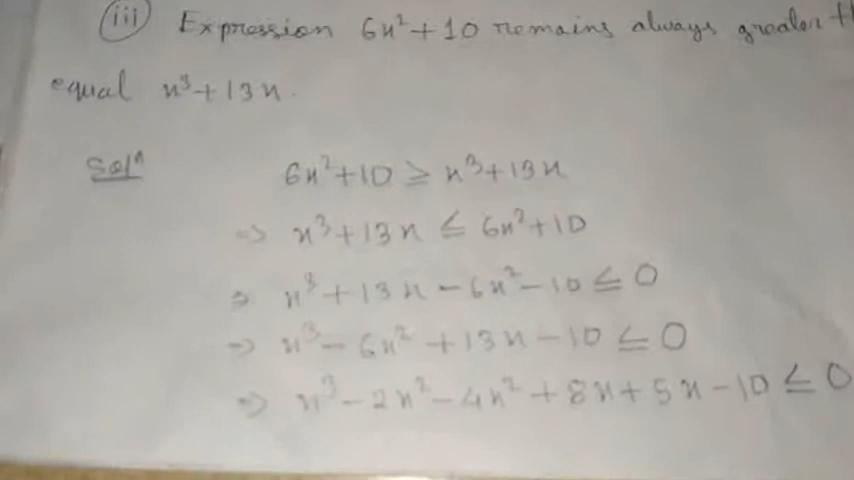 (iii) Expression 6x²+10 remains always greater
equal x³+13x.
Solⁿ 6x²+10 ≥ x³+13x
=> x³+13x ≤ 6x²+10
=> x³+13x-6x²-10 ≤ 0
=> x³-6x²+13x-10 ≤ 0
=> x³-2x²-4x²+8x+5x-10 ≤ 0